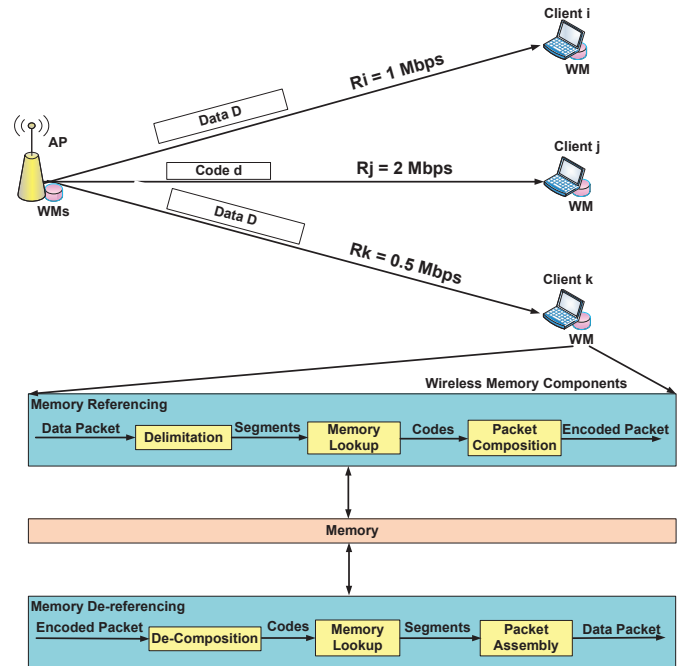 Client i
WM
Ri = 1 Mbps
Data D
AP
WMs
Code d
Rj = 2 Mbps
Client j
WM
Data D
Rk = 0.5 Mbps
Client k
WM
Wireless Memory Components
Memory Referencing
Data Packet
Delimitation
Segments
Memory
Lookup
Codes
Packet
Composition
Encoded Packet
Memory
Memory De-referencing
Encoded Packet
De-Composition
Codes
Memory
Lookup
Segments
Packet
Assembly
Data Packet